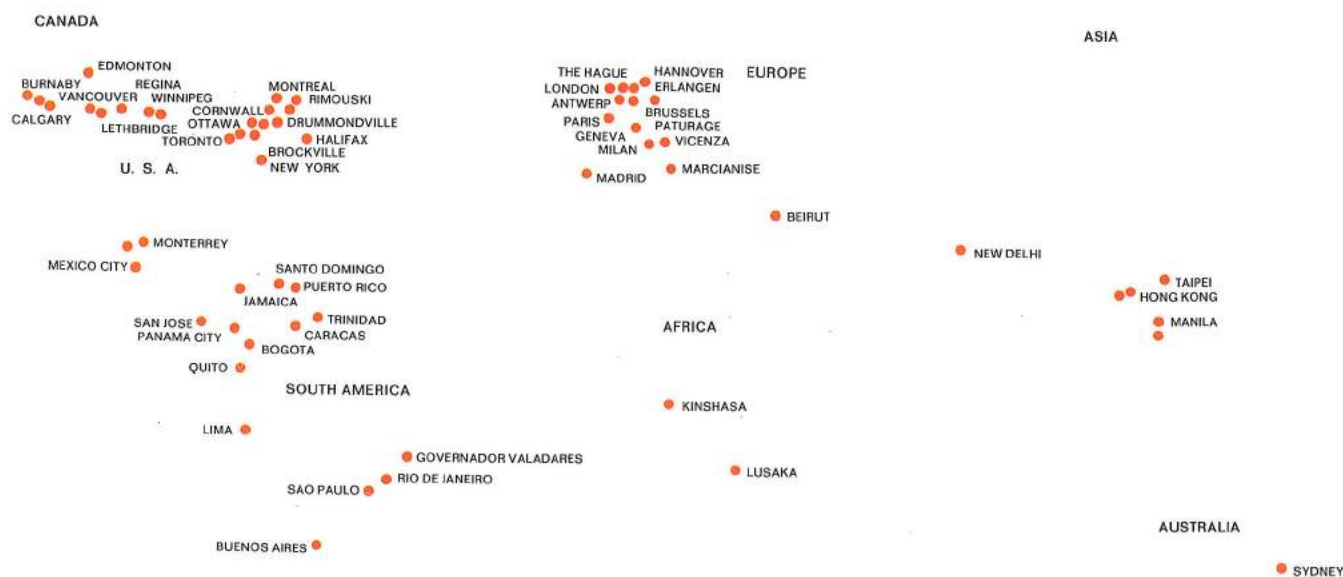 CANADA
ASIA
EDMONTON
BURNABY
REGINA
VANCOUVER
WINNIPEG
CALGARY
LETHBRIDGE
MONTREAL
RIMOUSKI
CORNWALL
OTTAWA
DRUMMONDVILLE
TORONTO
HALIFAX
BROCKVILLE
NEW YORK
U. S. A.
THE HAGUE
HANNOVER
EUROPE
LONDON
ERLANGEN
ANTWERP
BRUSSELS
PARIS
PATURAGE
GENEVA
VICENZA
MILAN
MADRID
MARCIANISE
BEIRUT
NEW DELHI
MONTERREY
MEXICO CITY
SANTO DOMINGO
PUERTO RICO
JAMAICA
TAIPEI
HONG KONG
SAN JOSE
TRINIDAD
PANAMA CITY
CARACAS
AFRICA
MANILA
BOGOTA
QUITO
SOUTH AMERICA
KINSHASA
LIMA
GOVERNADOR VALADARES
RIO DE JANEIRO
LUSAKA
SAO PAULO
AUSTRALIA
BUENOS AIRES
SYDNEY